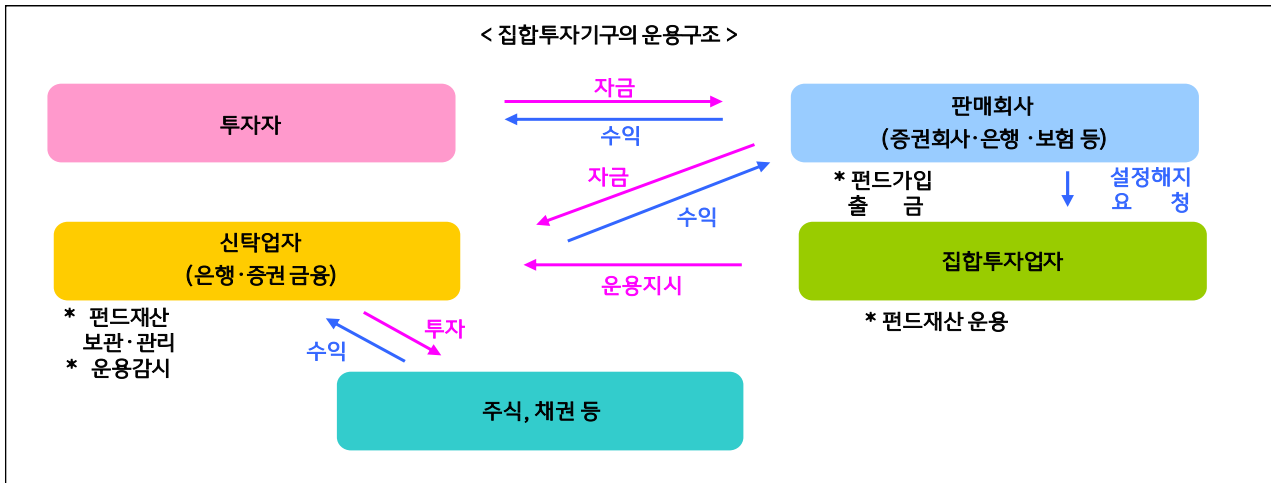 < 집합투자기구의 운용구조 >
투자자
자금
수익
판매회사
(증권회사·은행 ·보험 등)
자금
수익
* 펀드가입
출 금
설정해지
요 청
신탁업자
(은행·증권 금융)
운용지시
집합투자업자
* 펀드재산
보관·관리
* 운용감시
수익
투자
* 펀드재산 운용
주식, 채권 등